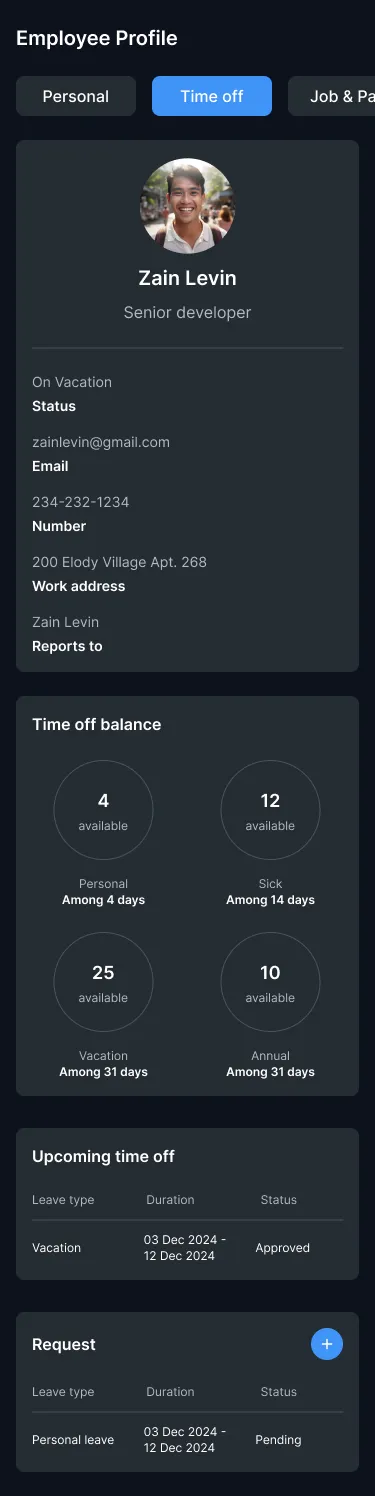 Employee Profile
Personal
Time off
Job & Pa
Zain Levin
Senior developer
On Vacation
Status
zainlevin@gmail.com
Email
234-232-1234
Number
200 Elody Village Apt. 268
Work address
Zain Levin
Reports to
Time off balance
4
available
Personal
Among 4 days
12
available
Sick
Among 14 days
25
available
Vacation
Among 31 days
10
available
Annual
Among 31 days
Upcoming time off
Leave type Duration Status
Vacation 03 Dec 2024 - 12 Dec 2024 Approved
Request
+
Leave type Duration Status
Personal leave 03 Dec 2024 - 12 Dec 2024 Pending